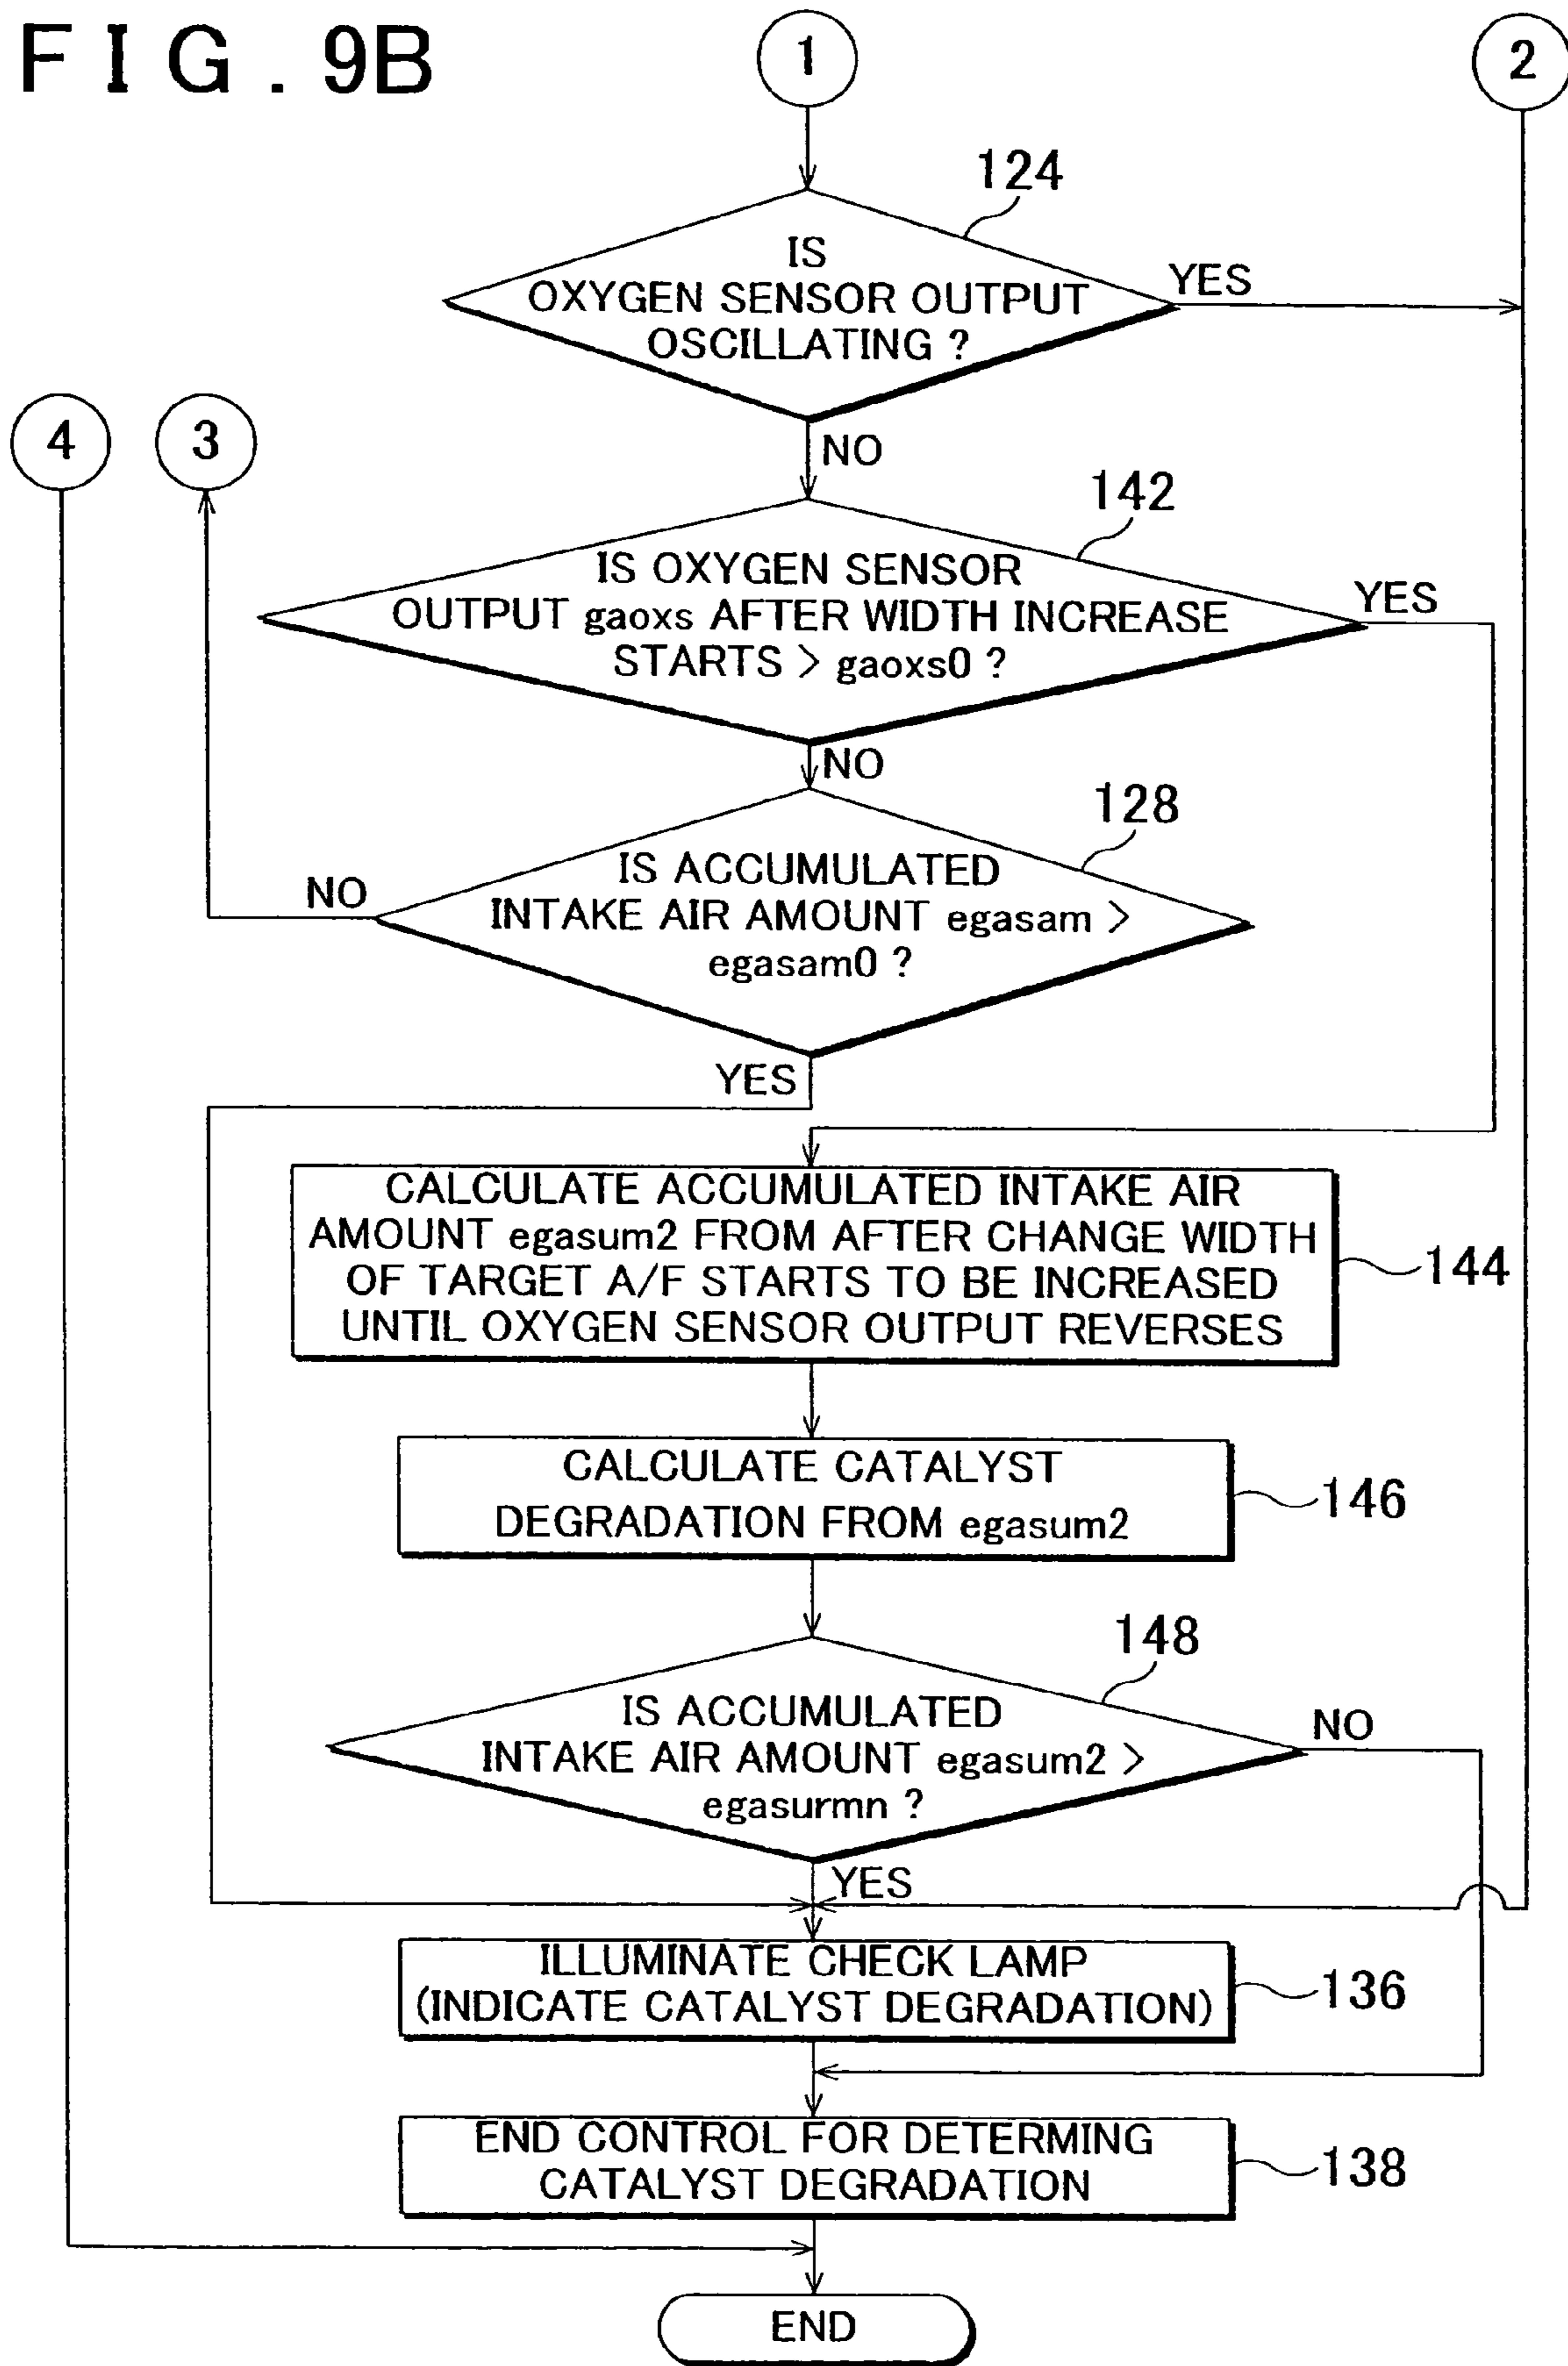 FIG. 9B
1
2
124
IS
OXYGEN SENSOR OUTPUT
OSCILLATING ?
YES
NO
4
3
142
IS OXYGEN SENSOR
OUTPUT gaoxs AFTER WIDTH INCREASE
STARTS > gaoxs0 ?
YES
NO
128
IS ACCUMULATED
INTAKE AIR AMOUNT egasam >
egasam0 ?
NO
YES
CALCULATE ACCUMULATED INTAKE AIR
AMOUNT egasum2 FROM AFTER CHANGE WIDTH
OF TARGET A/F STARTS TO BE INCREASED
UNTIL OXYGEN SENSOR OUTPUT REVERSES
144
CALCULATE CATALYST
DEGRADATION FROM egasum2
146
148
IS ACCUMULATED
INTAKE AIR AMOUNT egasum2 >
egasurmn ?
NO
YES
ILLUMINATE CHECK LAMP
(INDICATE CATALYST DEGRADATION)
136
END CONTROL FOR DETERMING
CATALYST DEGRADATION
138
END